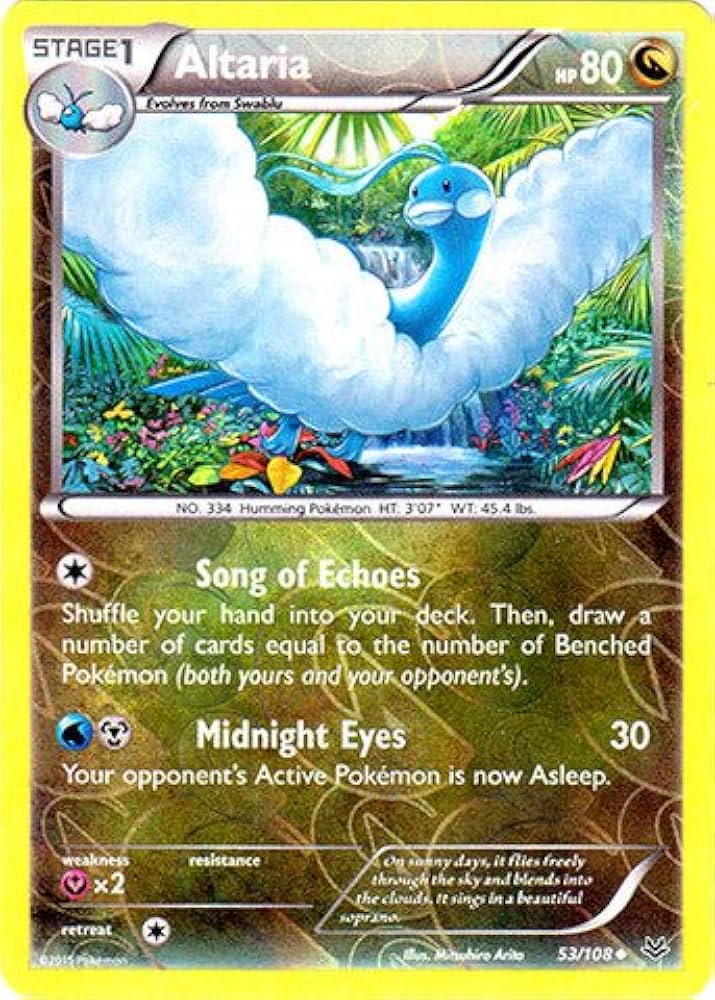 STAGE1
Altaria
HP80
Evolves from Swablu
NO. 334 Humming Pokémon HT: 3'07" WT: 45.4 lbs.
Song of Echoes
Shuffle your hand into your deck. Then, draw a
number of cards equal to the number of Benched
Pokémon (both yours and your opponent's).
Midnight Eyes 30
Your opponent's Active Pokémon is now Asleep.
weakness resistance
×2
On sunny days, it flies freely
through the sky and blends into
the clouds. It sings in a beautiful
soprano.
retreat
©2015 Pokémon
Illus. Mitsuhiro Arita 53/108